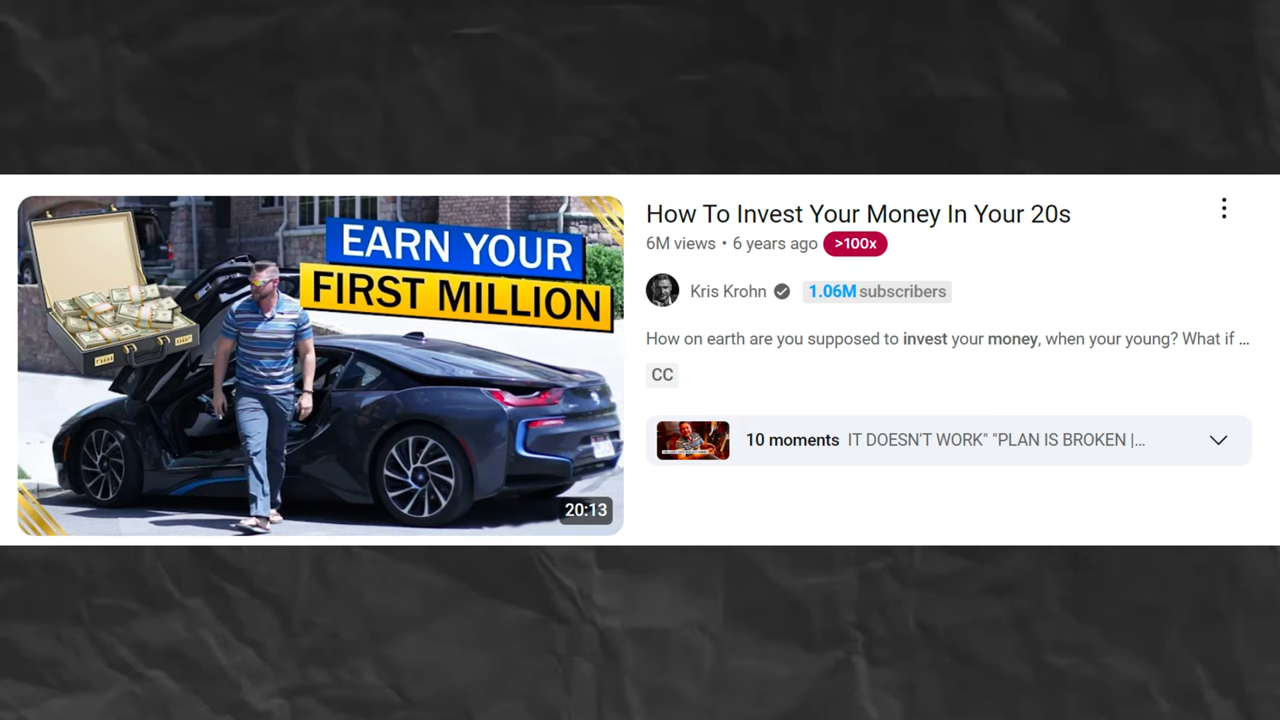 EARN YOUR
FIRST MILLION
20:13
How To Invest Your Money In Your 20s
6M views • 6 years ago >100x
Kris Krohn 1.06M subscribers
How on earth are you supposed to invest your money, when your young? What if ...
CC
10 moments IT DOESN'T WORK" "PLAN IS BROKEN |...